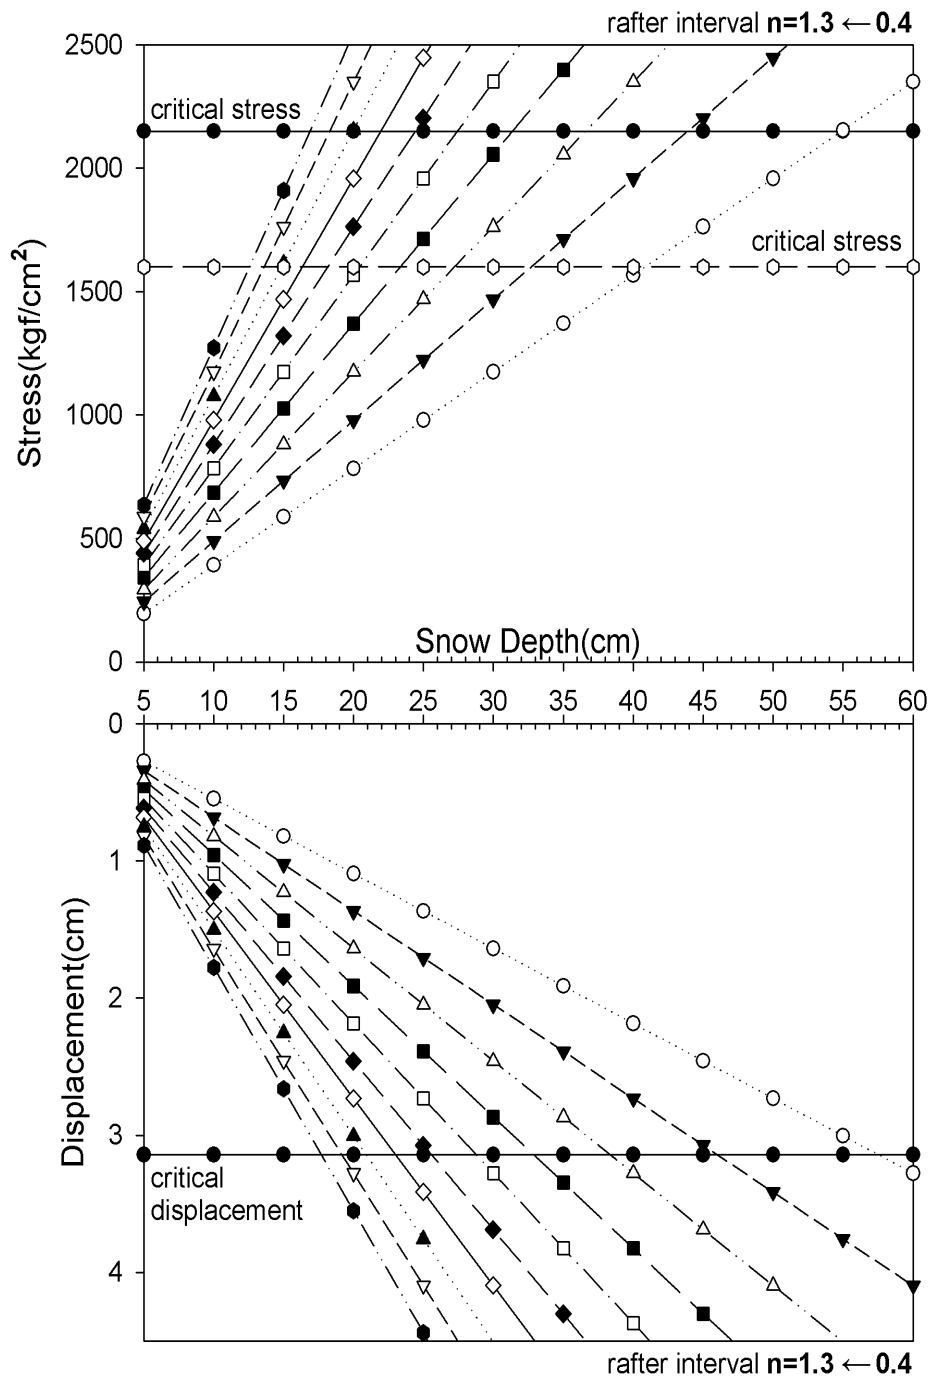 rafter interval n=1.3 ← 0.4
2500
critical stress
2000
critical stress
1500
Stress(kgf/cm²)
1000
500
Snow Depth(cm)
0
5 10 15 20 25 30 35 40 45 50 55 60
0
1
Displacement(cm)
2
3
critical
displacement
4
rafter interval n=1.3 ← 0.4